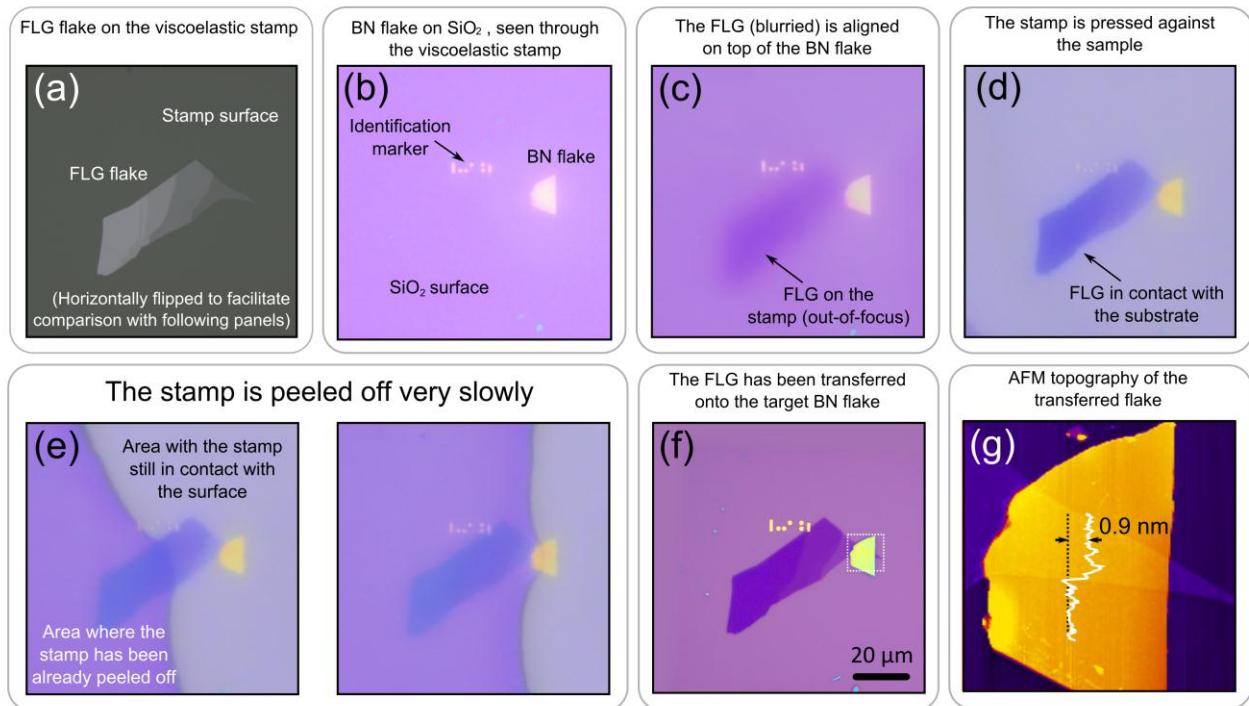 FLG flake on the viscoelastic stamp
(a)
Stamp surface
FLG flake
(Horizontally flipped to facilitate
comparison with following panels)
BN flake on SiO₂ , seen through
the viscoelastic stamp
(b)
Identification
marker
BN flake
SiO₂ surface
The FLG (blurried) is aligned
on top of the BN flake
(c)
FLG on the
stamp (out-of-focus)
The stamp is pressed against
the sample
(d)
FLG in contact with
the substrate
The stamp is peeled off very slowly
(e)
Area with the stamp
still in contact with
the surface
Area where the
stamp has been
already peeled off
The FLG has been transferred
onto the target BN flake
(f)
20 µm
AFM topography of the
transferred flake
(g)
0.9 nm